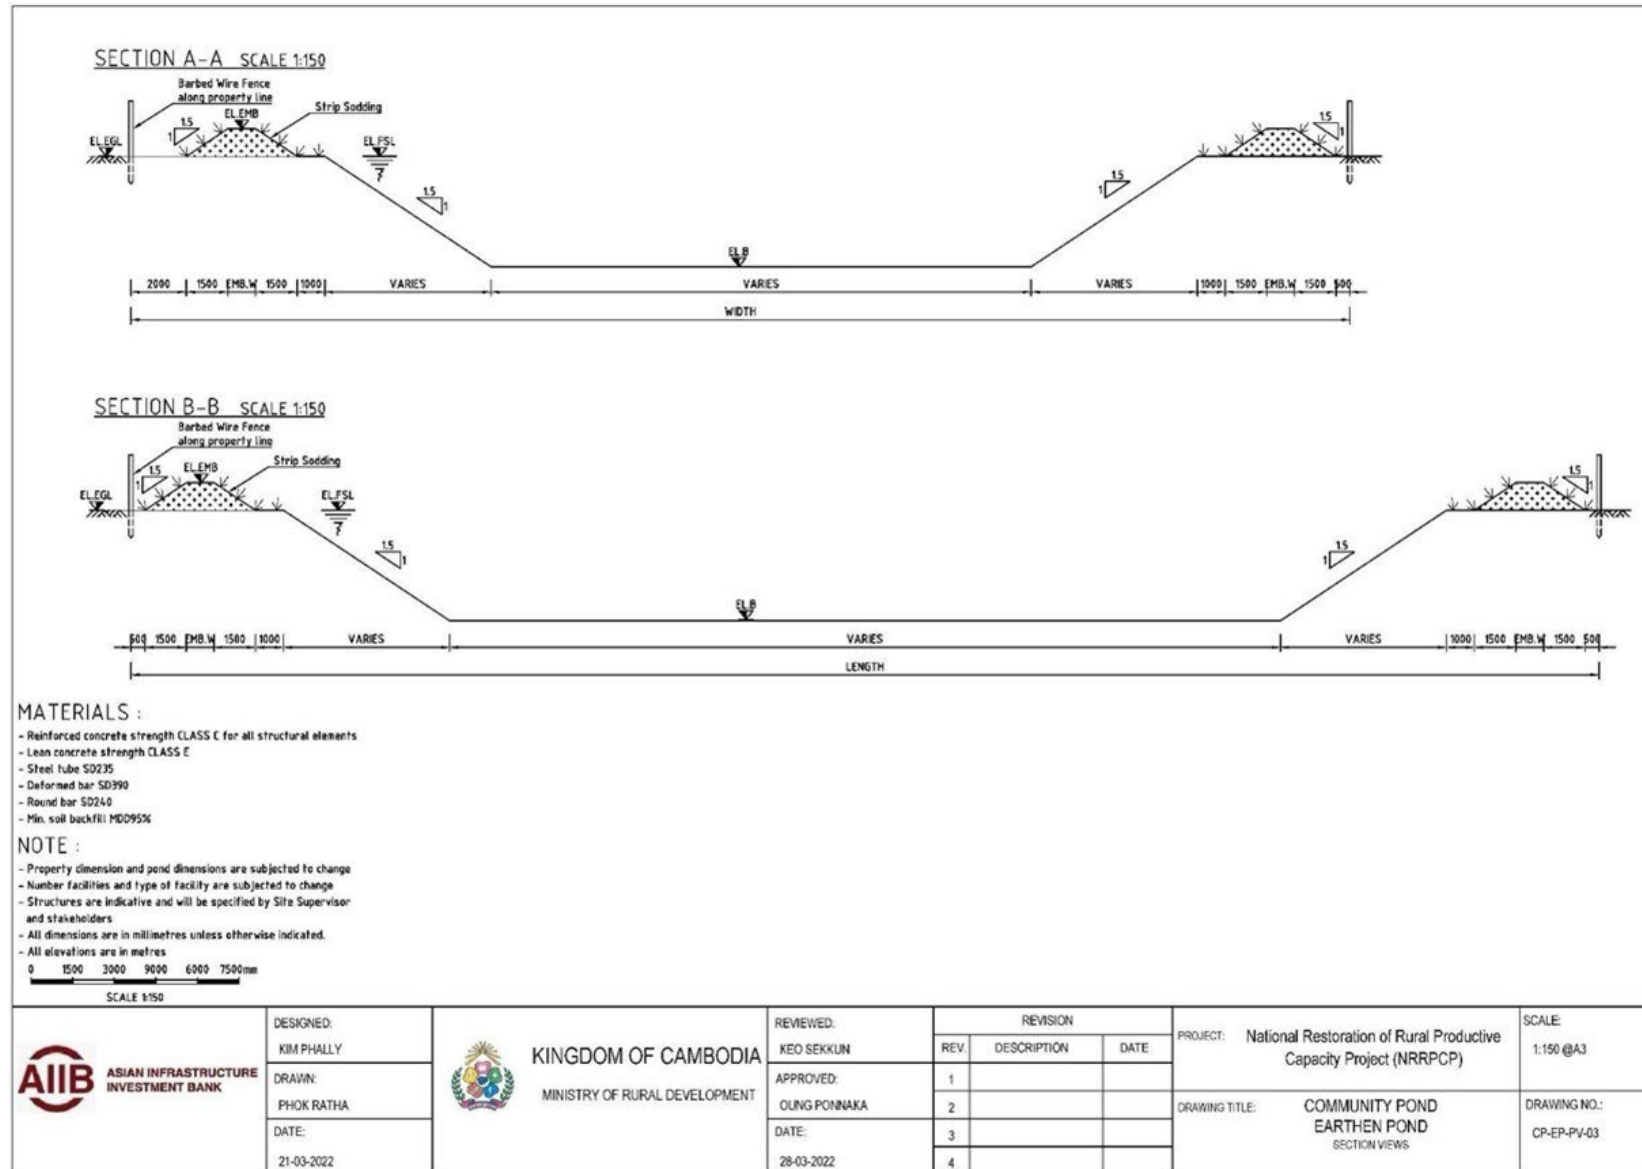 SECTION A-A SCALE 1:150
Barbed Wire Fence
along property line
Strip Sodding
EL.EMB
1.5
1
EL.EGL
EL.FSL
1.5
1
1.5
1
1.5
1
EL.B
2000 1500 EMB.W 1500 1000 VARIES VARIES VARIES 1000 1500 EMB.W 1500 500
WIDTH
SECTION B-B SCALE 1:150
Barbed Wire Fence
along property line
Strip Sodding
EL.EMB
1.5
1
EL.EGL
EL.FSL
1.5
1
1.5
1
1.5
1
EL.B
500 1500 EMB.W 1500 1000 VARIES VARIES VARIES 1000 1500 EMB.W 1500 500
LENGTH
MATERIALS :
- Reinforced concrete strength CLASS C for all structural elements
- Lean concrete strength CLASS E
- Steel tube SD235
- Deformed bar SD390
- Round bar SD240
- Min. soil backfill MDD95%
NOTE :
- Property dimension and pond dimensions are subjected to change
- Number facilities and type of facility are subjected to change
- Structures are indicative and will be specified by Site Supervisor
and stakeholders
- All dimensions are in millimetres unless otherwise indicated.
- All elevations are in metres
0 1500 3000 9000 6000 7500mm
SCALE 1:150
AIIB
ASIAN INFRASTRUCTURE
INVESTMENT BANK
DESIGNED:
KIM PHALLY
DRAWN:
PHOK RATHA
DATE:
21-03-2022
KINGDOM OF CAMBODIA
MINISTRY OF RURAL DEVELOPMENT
REVIEWED:
KEO SEKKUN
APPROVED:
OUNG PONNAKA
DATE:
28-03-2022
REVISION
REV. DESCRIPTION DATE
1
2
3
4
PROJECT: National Restoration of Rural Productive
Capacity Project (NRRPCP)
DRAWING TITLE: COMMUNITY POND
EARTHEN POND
SECTION VIEWS
SCALE:
1:150 @A3
DRAWING NO.:
CP-EP-PV-03